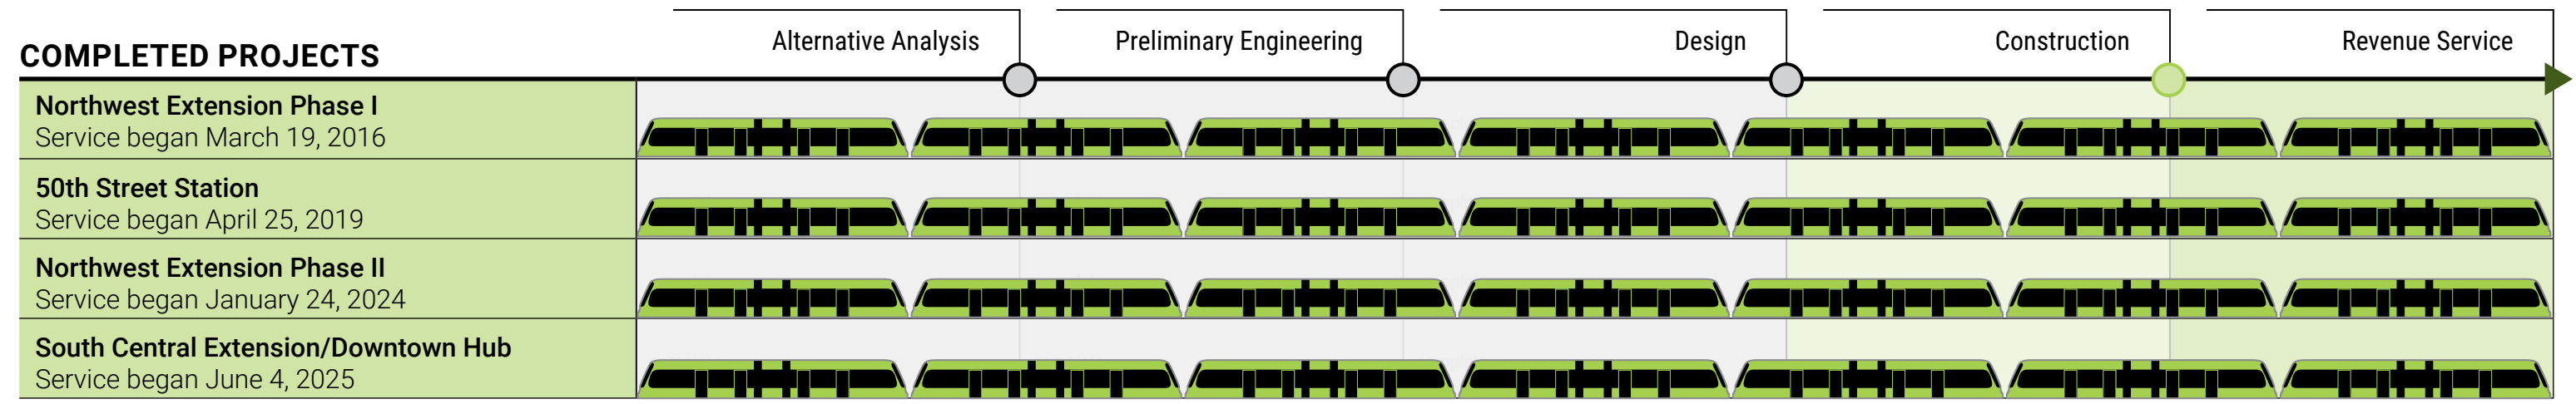 Alternative Analysis
Preliminary Engineering
Design
Construction
Revenue Service
COMPLETED PROJECTS
Northwest Extension Phase I
Service began March 19, 2016
50th Street Station
Service began April 25, 2019
Northwest Extension Phase II
Service began January 24, 2024
South Central Extension/Downtown Hub
Service began June 4, 2025